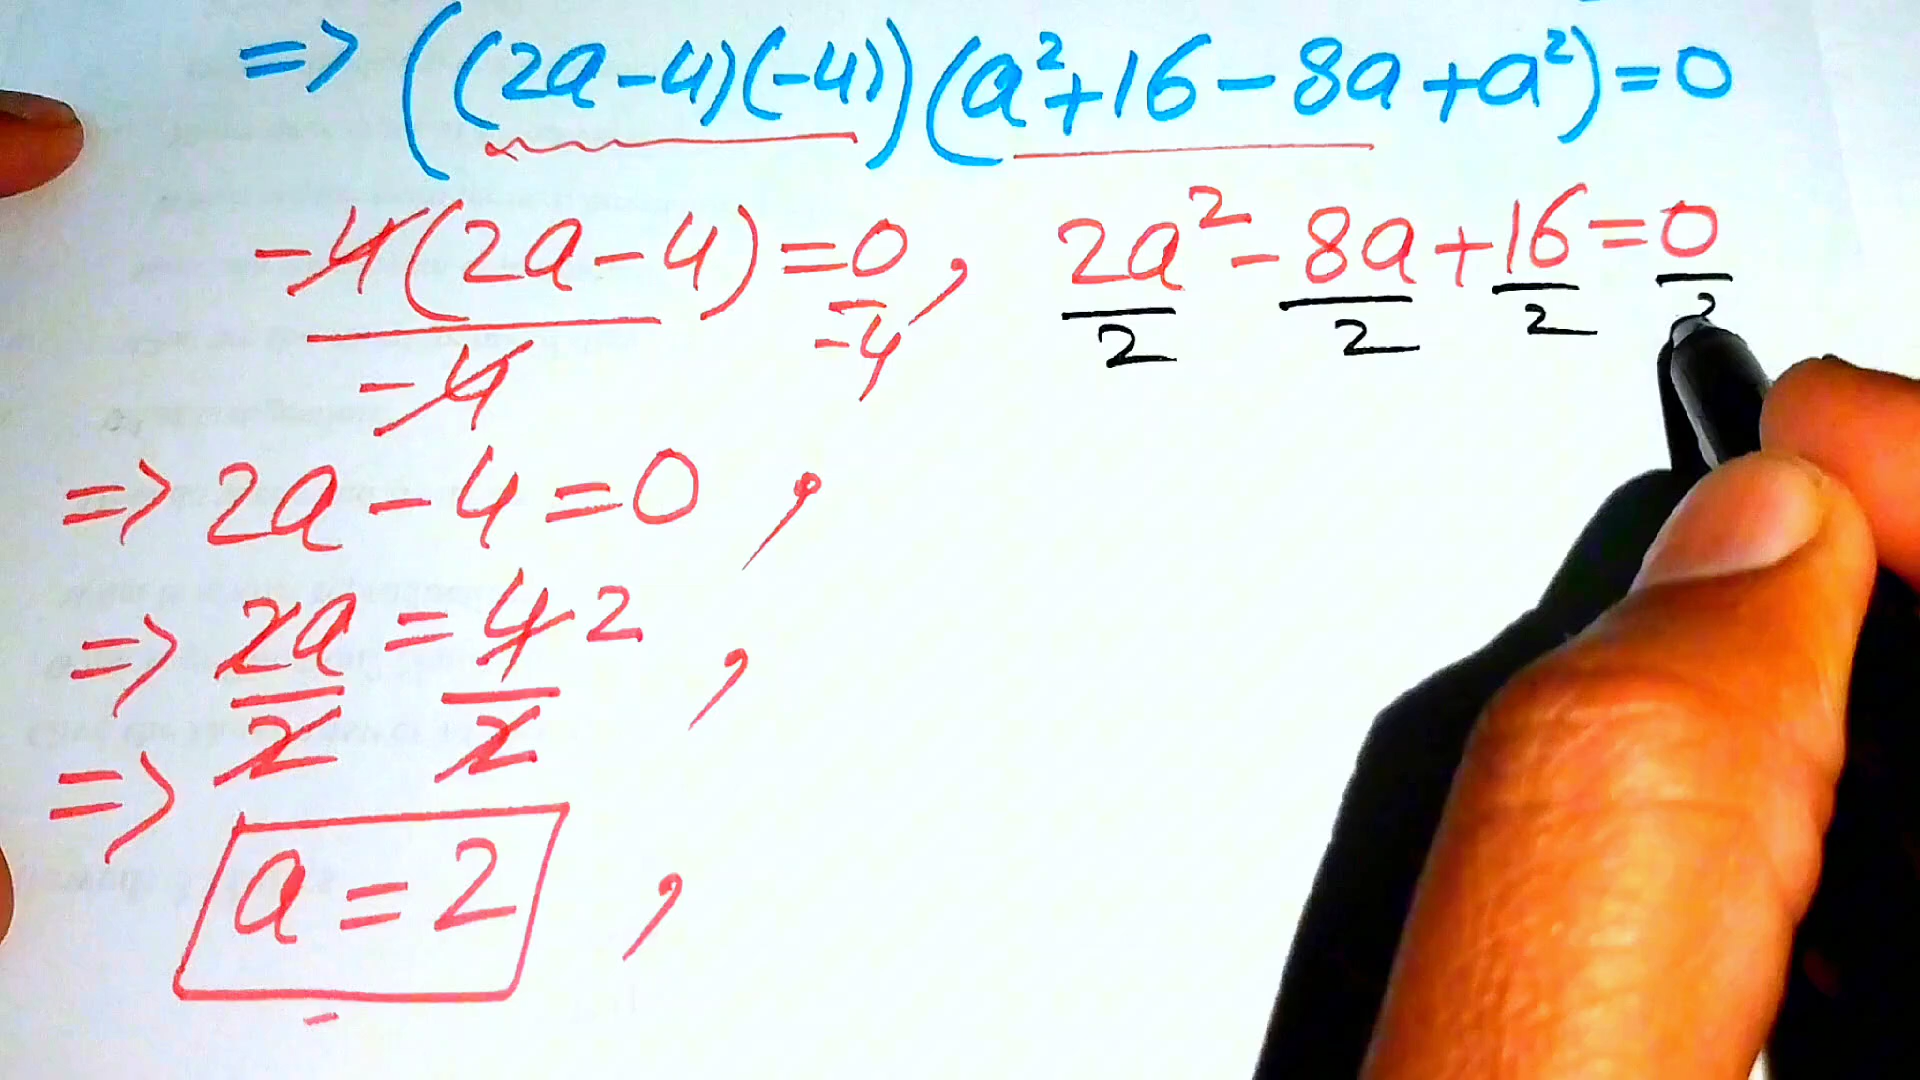 => ((2a-4)(-4))(a²+16-8a+a²)=0
-4(2a-4)/-4 = 0/-4 , 2a²/2 - 8a/2 + 16/2 = 0/2
=> 2a-4=0 ,
=> 2a/2 = 4/2 2 ,
=> a=2 ,